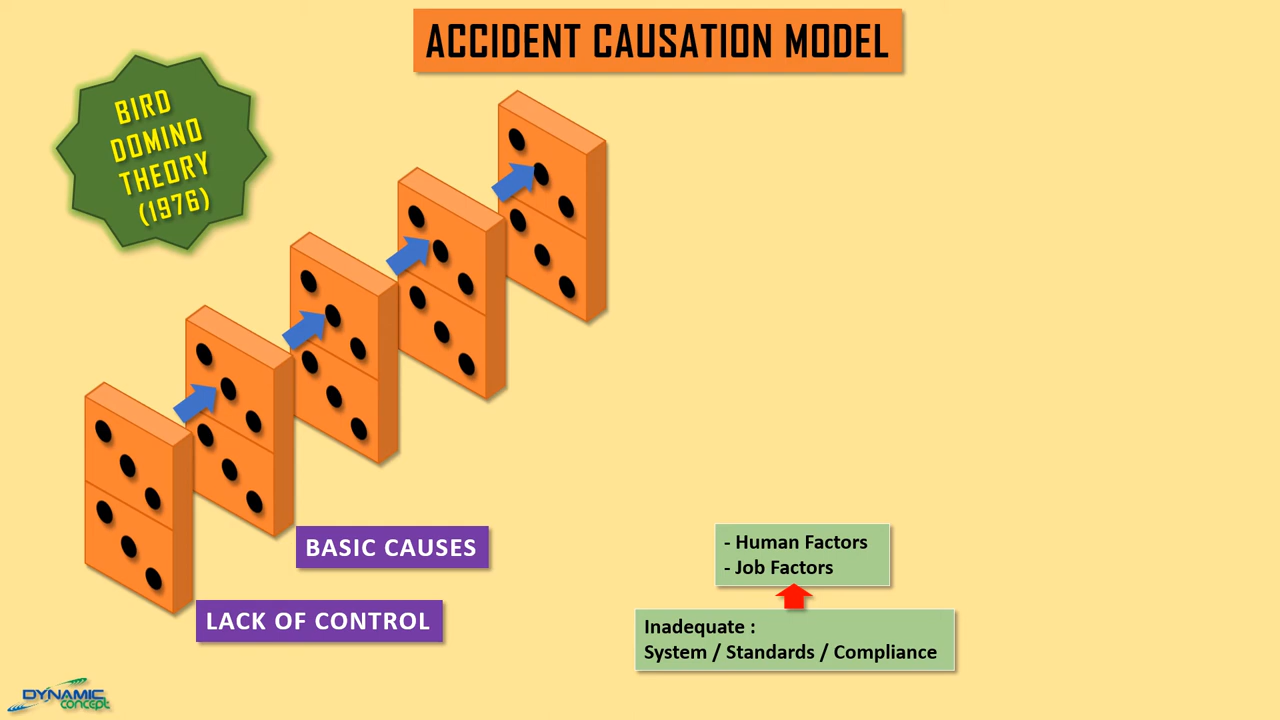 ACCIDENT CAUSATION MODEL
BIRD
DOMINO
THEORY
(1976)
BASIC CAUSES
- Human Factors
- Job Factors
LACK OF CONTROL
Inadequate :
System / Standards / Compliance
DYNAMIC
concept